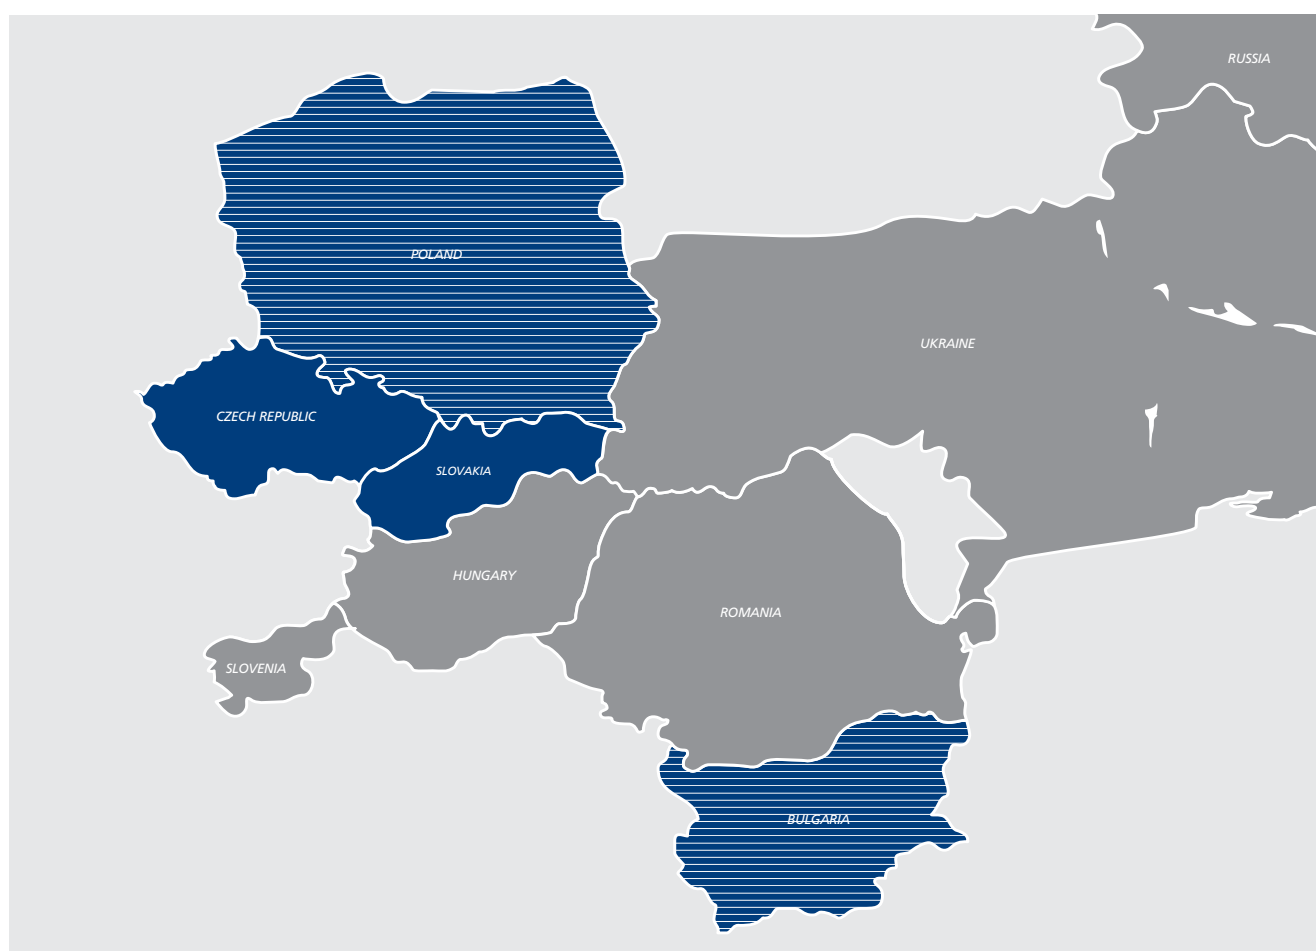 RUSSIA
POLAND
UKRAINE
CZECH REPUBLIC
SLOVAKIA
HUNGARY
ROMANIA
SLOVENIA
BULGARIA